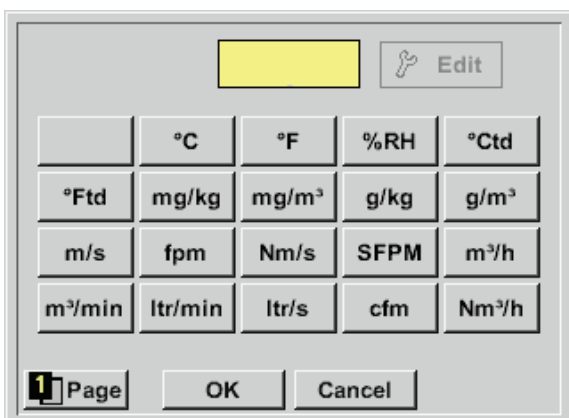 Edit
°C °F %RH °Ctd
°Ftd mg/kg mg/m³ g/kg g/m³
m/s fpm Nm/s SFPM m³/h
m³/min ltr/min ltr/s cfm Nm³/h
1 Page OK Cancel